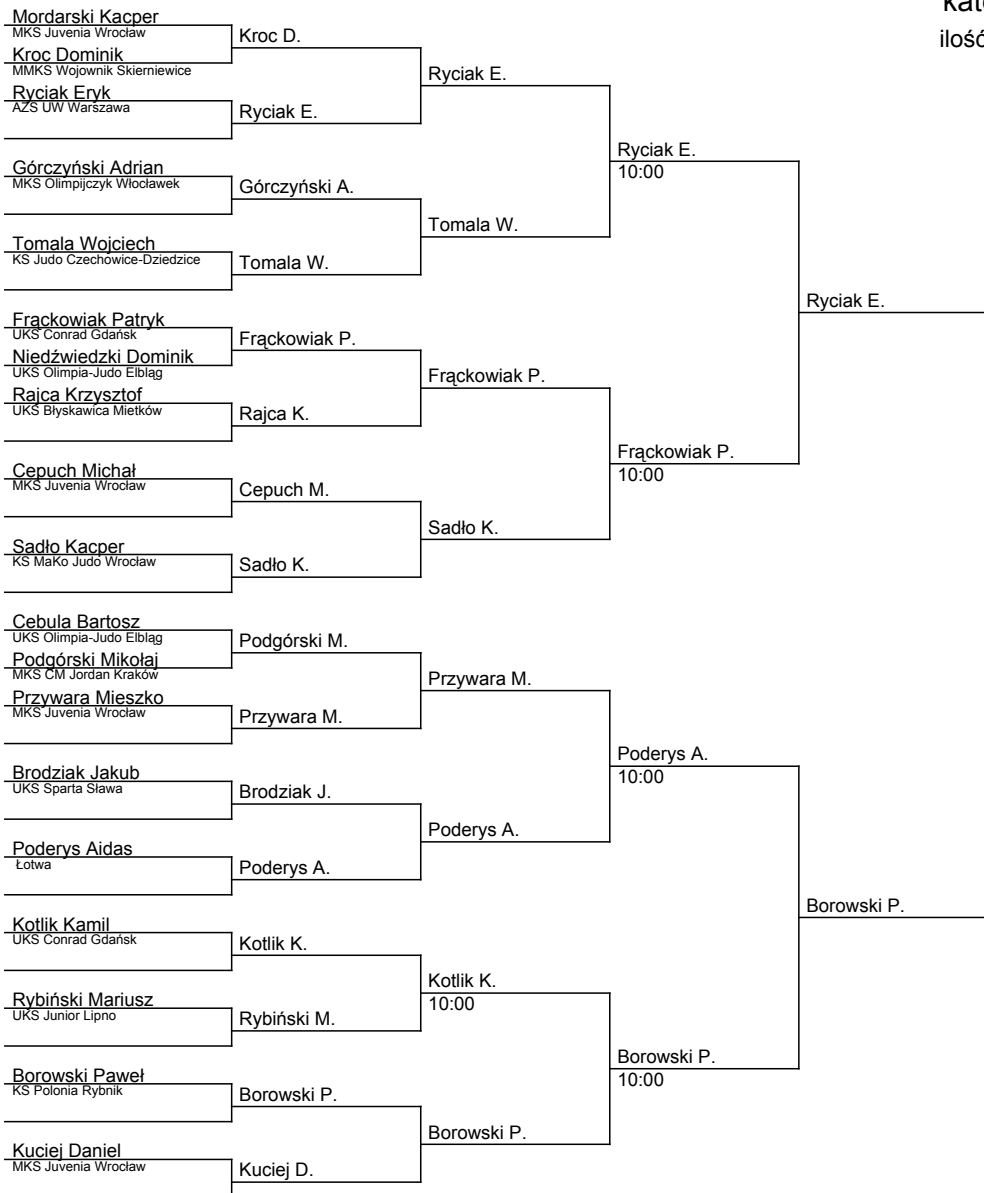 kate
ilość
Mordarski Kacper
MKS Juvenia Wrocław
Kroc Dominik
MMKS Wojownik Skierniewice
Ryciak Eryk
AZS UW Warszawa
Górczyński Adrian
MKS Olimpijczyk Włocławek
Tomala Wojciech
KS Judo Czechowice-Dziedzice
Frąckowiak Patryk
UKS Conrad Gdańsk
Niedźwiedzki Dominik
UKS Olimpia-Judo Elbląg
Rajca Krzysztof
UKS Błyskawica Mietków
Cepuch Michał
MKS Juvenia Wrocław
Sadło Kacper
KS MaKo Judo Wrocław
Cebula Bartosz
UKS Olimpia-Judo Elbląg
Podgórski Mikołaj
MKS CM Jordan Kraków
Przywara Mieszko
MKS Juvenia Wrocław
Brodziak Jakub
UKS Sparta Sława
Poderys Aidas
Łotwa
Kotlik Kamil
UKS Conrad Gdańsk
Rybiński Mariusz
UKS Junior Lipno
Borowski Paweł
KS Polonia Rybnik
Kuciej Daniel
MKS Juvenia Wrocław
Kroc D.
Ryciak E.
Górczyński A.
Tomala W.
Frąckowiak P.
Rajca K.
Cepuch M.
Sadło K.
Podgórski M.
Przywara M.
Brodziak J.
Poderys A.
Kotlik K.
Rybiński M.
Borowski P.
Kuciej D.
Ryciak E.
Tomala W.
Frąckowiak P.
Sadło K.
Przywara M.
Poderys A.
Kotlik K.
10:00
Borowski P.
Ryciak E.
10:00
Frąckowiak P.
10:00
Poderys A.
10:00
Borowski P.
10:00
Ryciak E.
Borowski P.